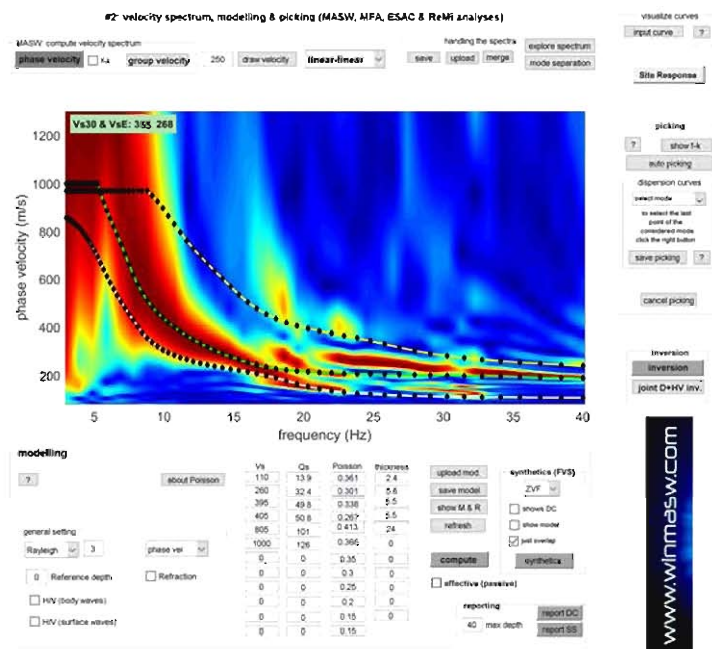 #2: velocity spectrum, modelling & picking (MASW, MFA, ESAC & ReMi analyses)
MASW: compute velocity spectrum
phase velocity
group velocity
250
draw velocity
linear-linear
handling the spectra
save
upload
merge
explore spectrum
mode separation
visualize curves
input curve
?
Site Response
picking
?
show f-k
auto picking
dispersion curves
select mode
to select the last
point of the
considered mode
click the right button
save picking
?
cancel picking
Inversion
inversion
joint D+HV inv.
www.winmasw.com
Vs30 & VsE: 355 268
phase velocity (m/s)
1200
1000
800
600
400
200
5 10 15 20 25 30 35 40
frequency (Hz)
modelling
?
about Poisson
general setting
Rayleigh
3
phase vel
0
Reference depth
Refraction
H/V (body waves)
H/V (surface waves)
Vs Qs Poisson thickness
110 13.9 0.361 2.4
260 32.4 0.301 5.6
395 49.8 0.338 5.5
405 50.6 0.267 5.5
805 101 0.413 24
1000 126 0.366 0
0 0 0.35 0
0 0 0.3 0
0 0 0.25 0
0 0 0.2 0
0 0 0.15 0
0 0 0.15
upload mod.
save model
show M & R
refresh
compute
effective (passive)
synthetics (FVS)
ZVF
shows DC
show model
just overlap
synthetics
reporting
40
max depth
report DC
report SS